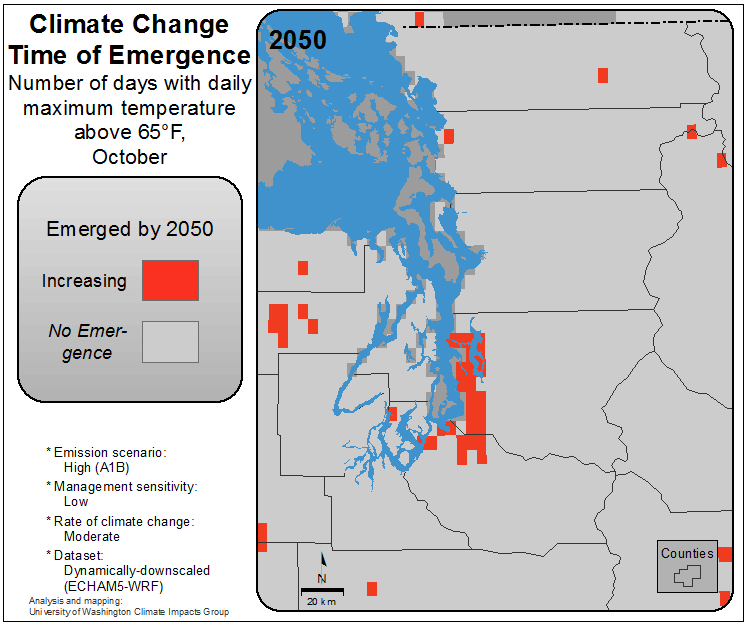 Climate Change
Time of Emergence
Number of days with daily
maximum temperature
above 65°F,
October
Emerged by 2050
Increasing
No Emer-
gence
* Emission scenario:
High (A1B)
* Management sensitivity:
Low
* Rate of climate change:
Moderate
* Dataset:
Dynamically-downscaled
(ECHAM5-WRF)
Analysis and mapping:
University of Washington Climate Impacts Group
2050
N
20 km
Counties